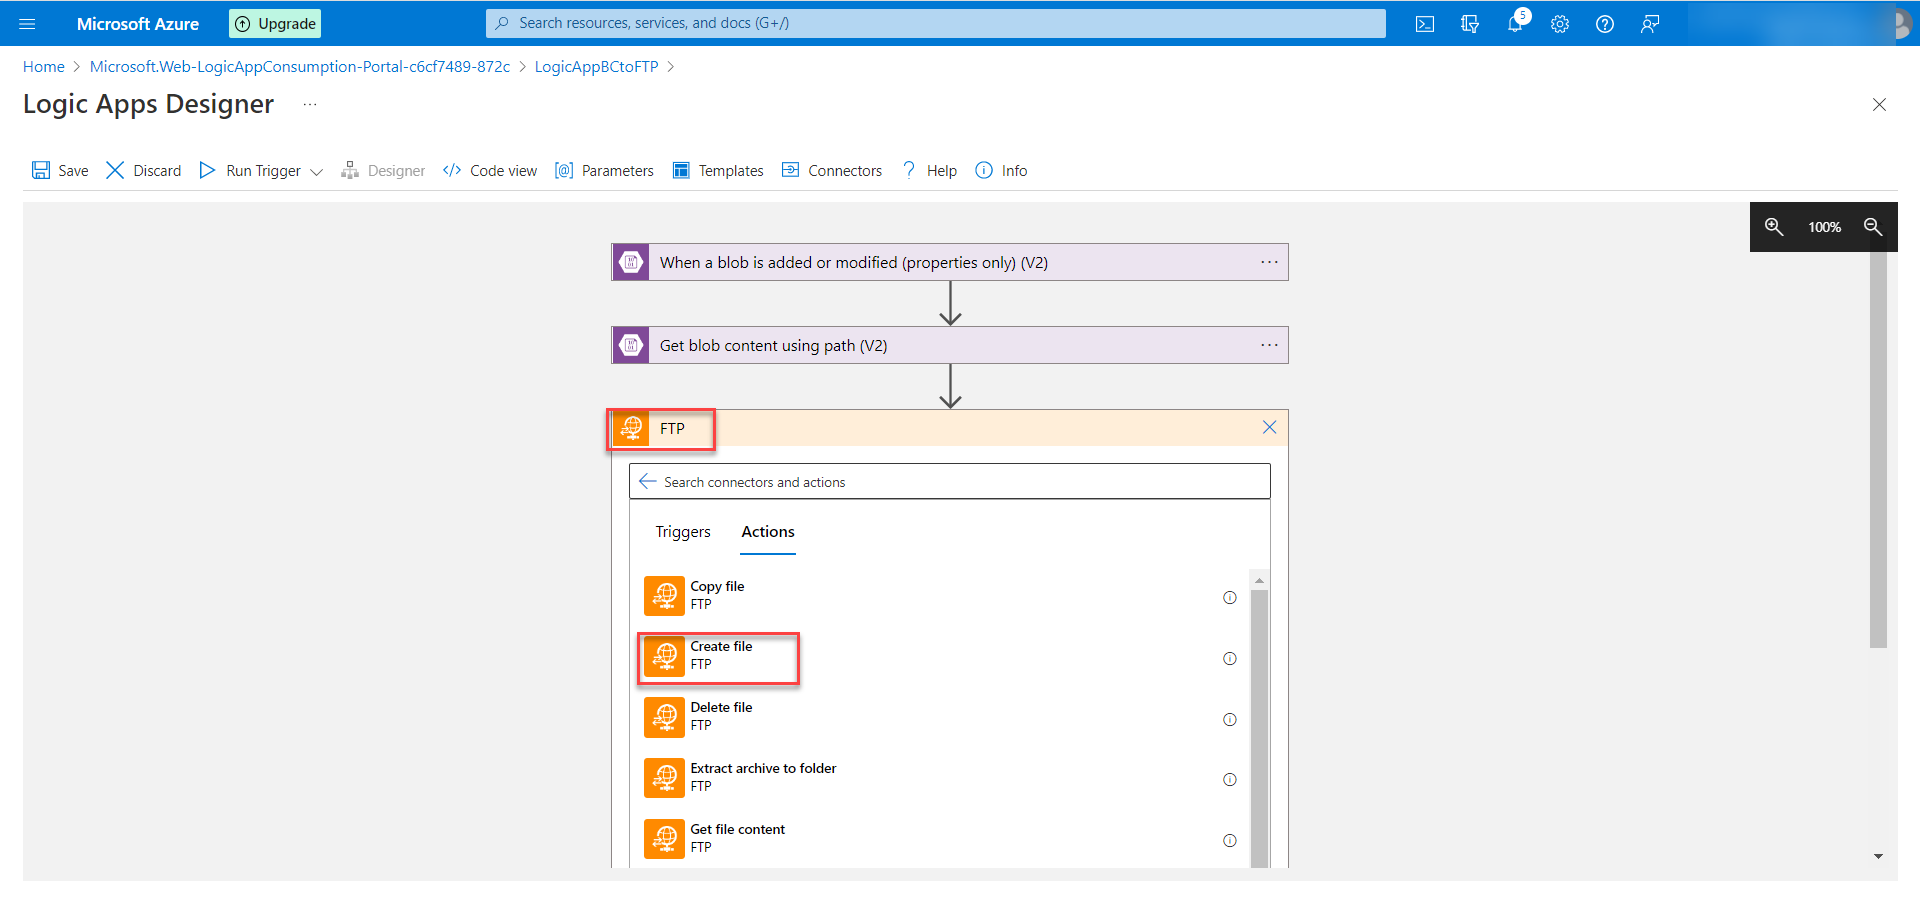 Microsoft Azure
Upgrade
Search resources, services, and docs (G+/)
5
Home > Microsoft.Web-LogicAppConsumption-Portal-c6cf7489-872c > LogicAppBCtoFTP >
Logic Apps Designer ...
Save
Discard
Run Trigger
Designer
Code view
Parameters
Templates
Connectors
Help
Info
100%
When a blob is added or modified (properties only) (V2)
Get blob content using path (V2)
FTP
Search connectors and actions
Triggers
Actions
Copy file
FTP
Create file
FTP
Delete file
FTP
Extract archive to folder
FTP
Get file content
FTP